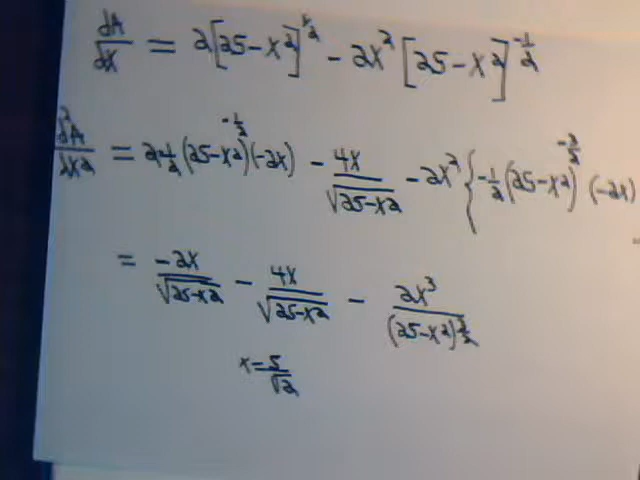 dA/dx = 2[25-x²]^½ - 2x²[25-x²]^-½
d²A/dx² = 2·½(25-x²)^-½(-2x) - 4x/√(25-x²) - 2x²{-½(25-x²)^-3/2(-2x)
= -2x/√(25-x²) - 4x/√(25-x²) - 2x³/(25-x²)^3/2
x = 5/√2